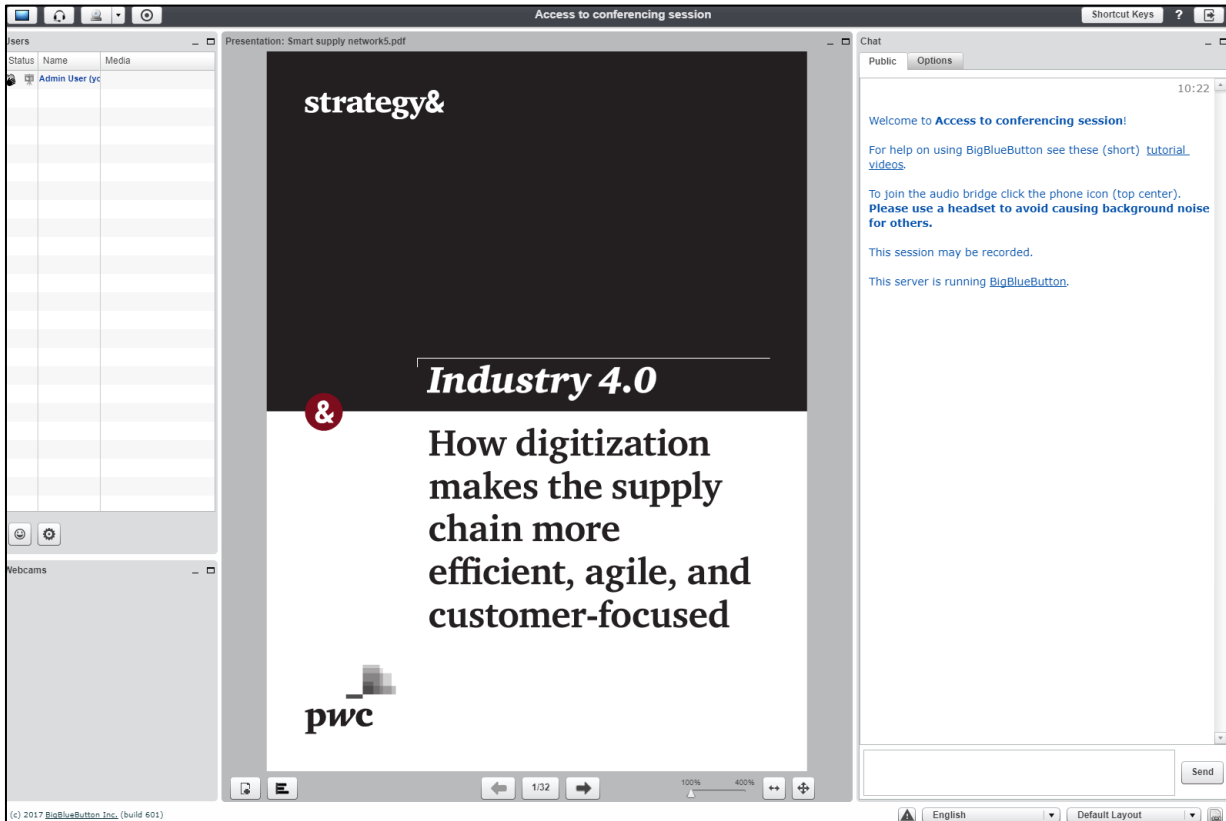 Access to conferencing session
Shortcut Keys
?
Users
Status Name Media
Admin User (yo
Webcams
Presentation: Smart supply network5.pdf
strategy&
Industry 4.0
&
How digitization
makes the supply
chain more
efficient, agile, and
customer-focused
pwc
1/32
100% 400%
Chat
Public Options
10:22
Welcome to Access to conferencing session!
For help on using BigBlueButton see these (short) tutorial
videos.
To join the audio bridge click the phone icon (top center).
Please use a headset to avoid causing background noise
for others.
This session may be recorded.
This server is running BigBlueButton.
Send
(c) 2017 BigBlueButton Inc. (build 601)
English
Default Layout